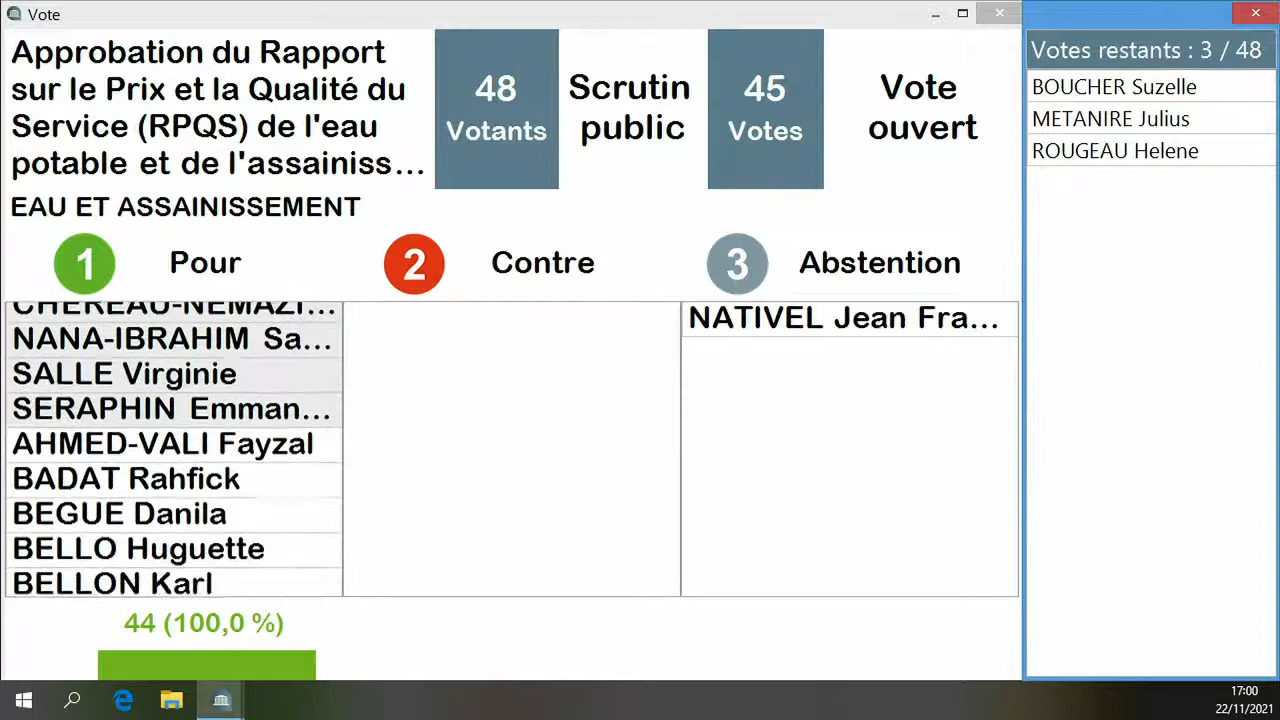 Vote
Approbation du Rapport
sur le Prix et la Qualité du
Service (RPQS) de l'eau
potable et de l'assainiss...
EAU ET ASSAINISSEMENT
48
Votants
Scrutin
public
45
Votes
Vote
ouvert
1 Pour
2 Contre
3 Abstention
CHEREAU-NEMAZI...
NANA-IBRAHIM Sa...
SALLE Virginie
SERAPHIN Emman...
AHMED-VALI Fayzal
BADAT Rahfick
BEGUE Danila
BELLO Huguette
BELLON Karl
44 (100,0 %)
NATIVEL Jean Fra...
Votes restants : 3 / 48
BOUCHER Suzelle
METANIRE Julius
ROUGEAU Helene
17:00
22/11/2021